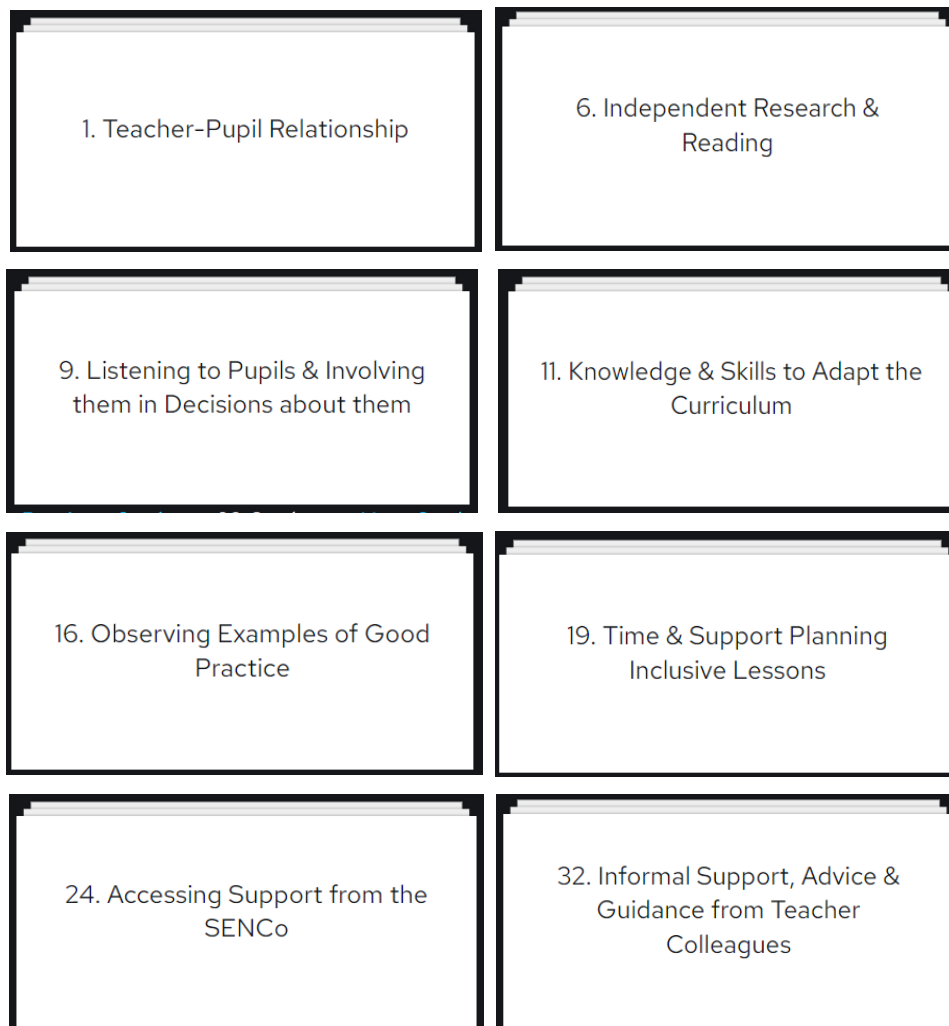 1. Teacher-Pupil Relationship
6. Independent Research &
Reading
9. Listening to Pupils & Involving
them in Decisions about them
11. Knowledge & Skills to Adapt the
Curriculum
16. Observing Examples of Good
Practice
19. Time & Support Planning
Inclusive Lessons
24. Accessing Support from the
SENCo
32. Informal Support, Advice &
Guidance from Teacher
Colleagues